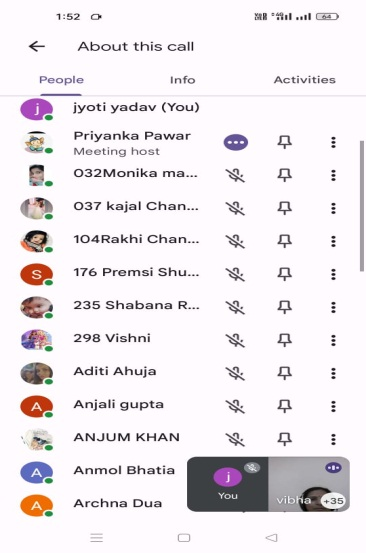 1:52
64
About this call
People
Info
Activities
j
jyoti yadav (You)
Priyanka Pawar
Meeting host
032Monika ma...
037 kajal Chan...
104Rakhi Chan...
S
176 Premsi Shu...
235 Shabana R...
298 Vishni
Aditi Ahuja
A
Anjali gupta
ANJUM KHAN
A
Anmol Bhatia
A
Archna Dua
j
You
vibha
+35